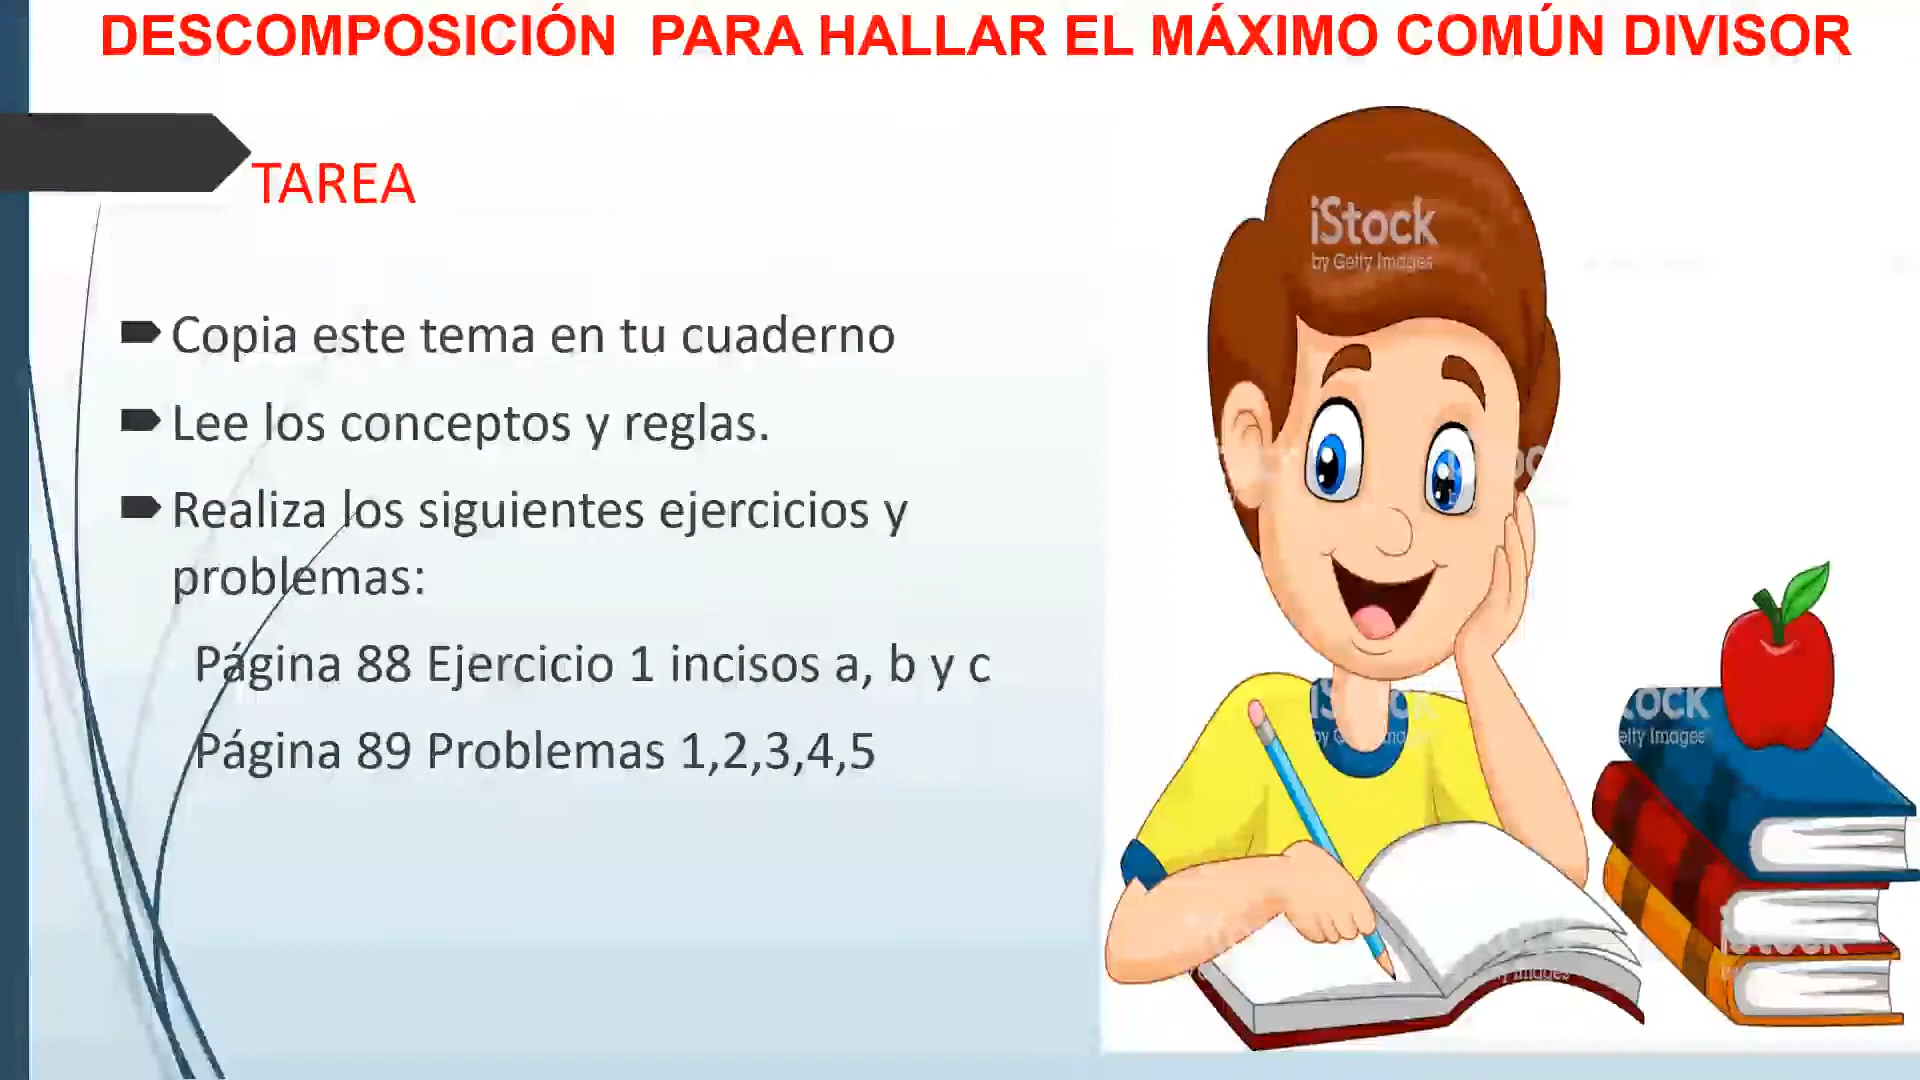 DESCOMPOSICIÓN PARA HALLAR EL MÁXIMO COMÚN DIVISOR
TAREA
Copia este tema en tu cuaderno
Lee los conceptos y reglas.
Realiza los siguientes ejercicios y
problemas:
Página 88 Ejercicio 1 incisos a, b y c
Página 89 Problemas 1,2,3,4,5
iStock
by Getty Images